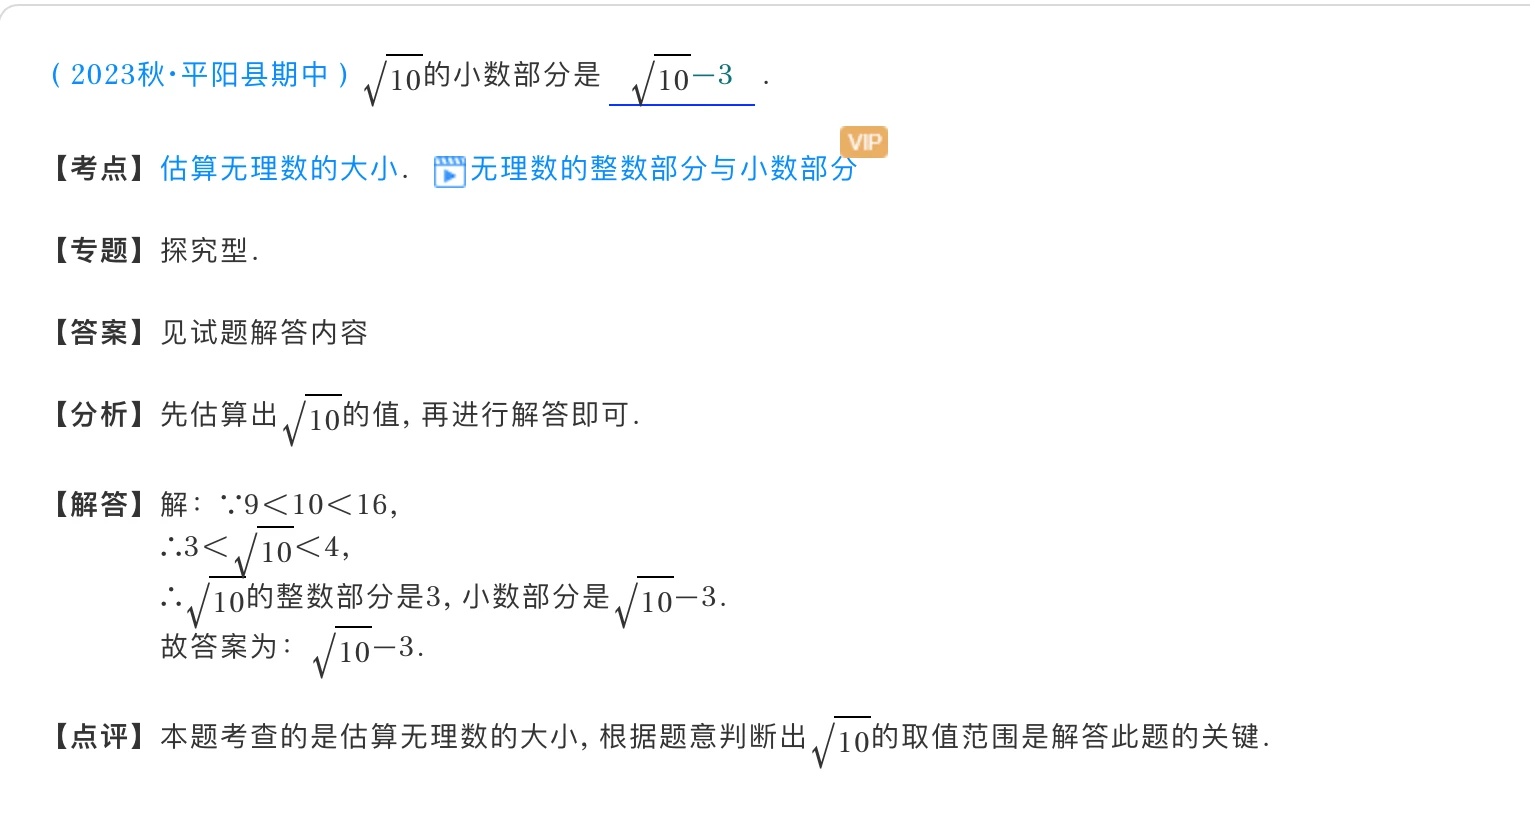 （2023秋·平阳县期中）√10的小数部分是 √10−3 .
【考点】估算无理数的大小. 无理数的整数部分与小数部分 VIP
【专题】探究型.
【答案】见试题解答内容
【分析】先估算出√10的值, 再进行解答即可.
【解答】解: ∵9＜10＜16,
∴3＜√10＜4,
∴√10的整数部分是3, 小数部分是√10−3.
故答案为: √10−3.
【点评】本题考查的是估算无理数的大小, 根据题意判断出√10的取值范围是解答此题的关键.